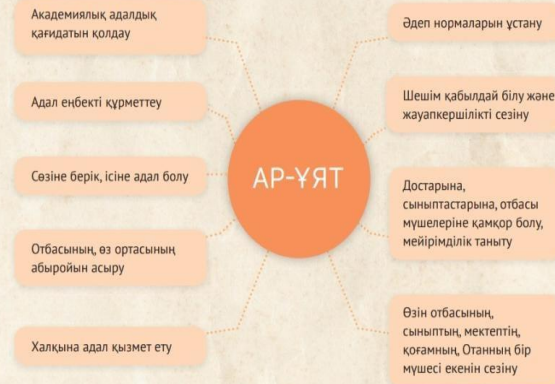 Академиялық адалдық
қағидатын қолдау
Адал еңбекті құрметтеу
Сөзіне берік, ісіне адал болу
Отбасының, өз ортасының
абыройын асыру
Халқына адал қызмет ету
АР-ҰЯТ
Әдеп нормаларын ұстану
Шешім қабылдай білу және
жауапкершілікті сезіну
Достарына,
сыныптастарына, отбасы
мүшелеріне қамқор болу,
мейірімділік таныту
Өзін отбасының,
сыныптың, мектептің,
қоғамның, Отанның бір
мүшесі екенін сезіну